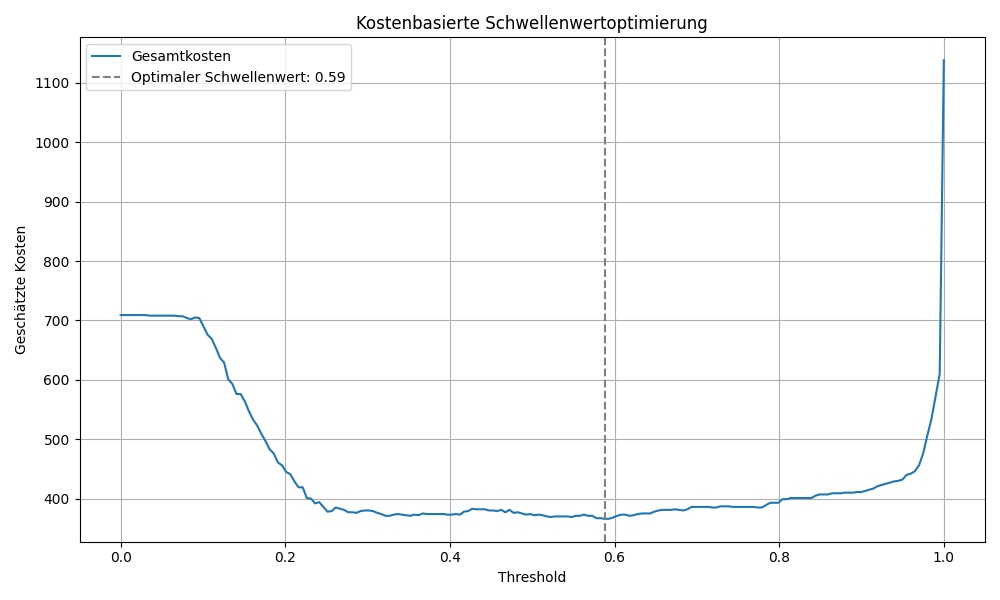 Kostenbasierte Schwellenwertoptimierung
Gesamtkosten
Optimaler Schwellenwert: 0.59
Geschätzte Kosten
1100
1000
900
800
700
600
500
400
0.0 0.2 0.4 0.6 0.8 1.0
Threshold